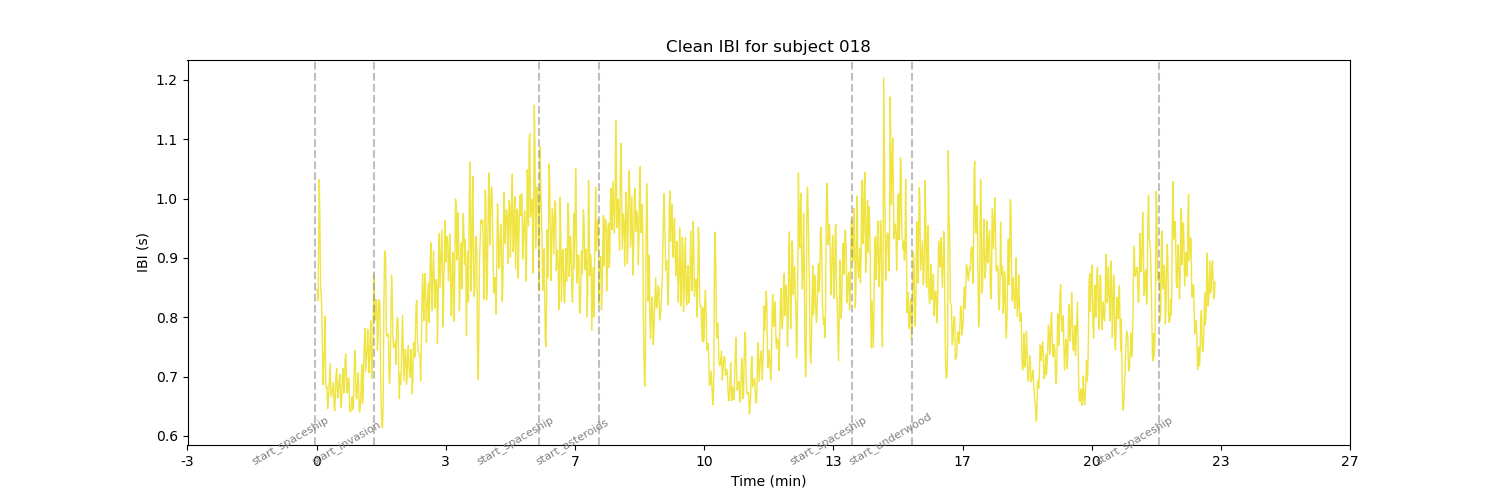 Clean IBI for subject 018
IBI (s)
1.2
1.1
1.0
0.9
0.8
0.7
0.6
start_spaceship
start_invasion
start_spaceship
start_asteroids
start_spaceship
start_underwood
start_spaceship
-3 0 3 7 10 13 17 20 23 27
Time (min)